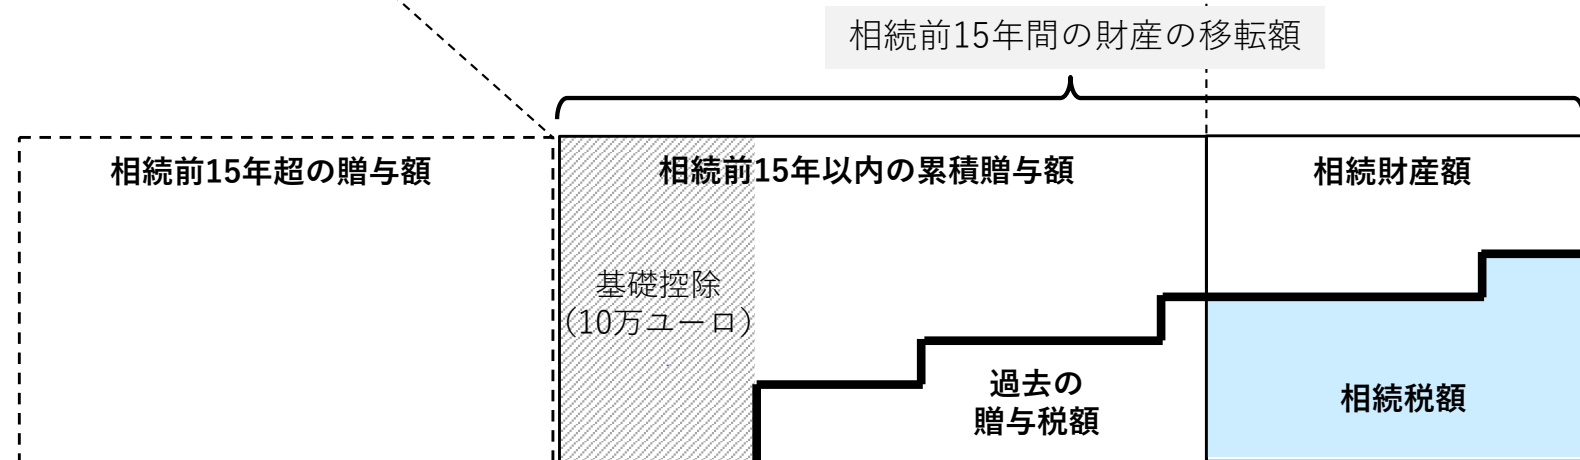 相続前15年間の財産の移転額
相続前15年超の贈与額
相続前15年以内の累積贈与額
相続財産額
基礎控除
（10万ユーロ）
過去の
贈与税額
相続税額